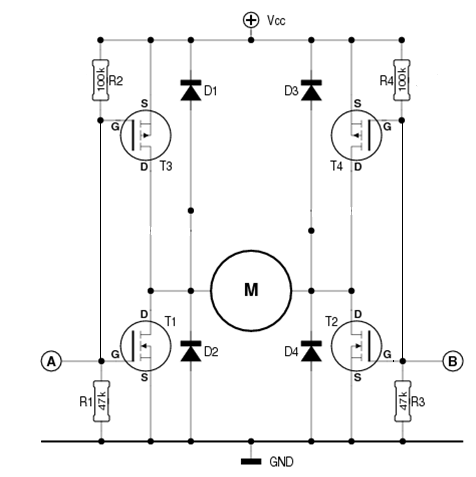 Vcc
100k R2
D1
D3
R4 100k
S
S
G
G
D
T3
T4
D
M
D
T1
T2
D
A
G
D2
D4
G
B
S
S
R1 47k
47k R3
GND